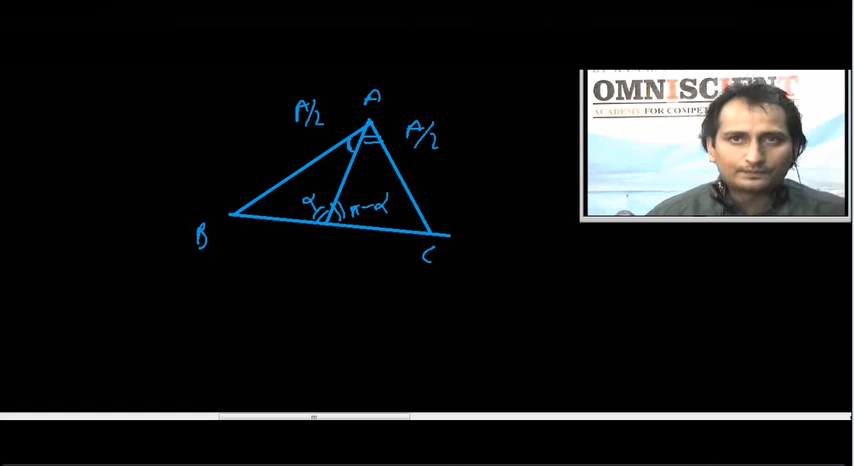 OMNISCIENT
ACADEMY FOR COMPET
A
A/2
A/2
α
π-α
B
C